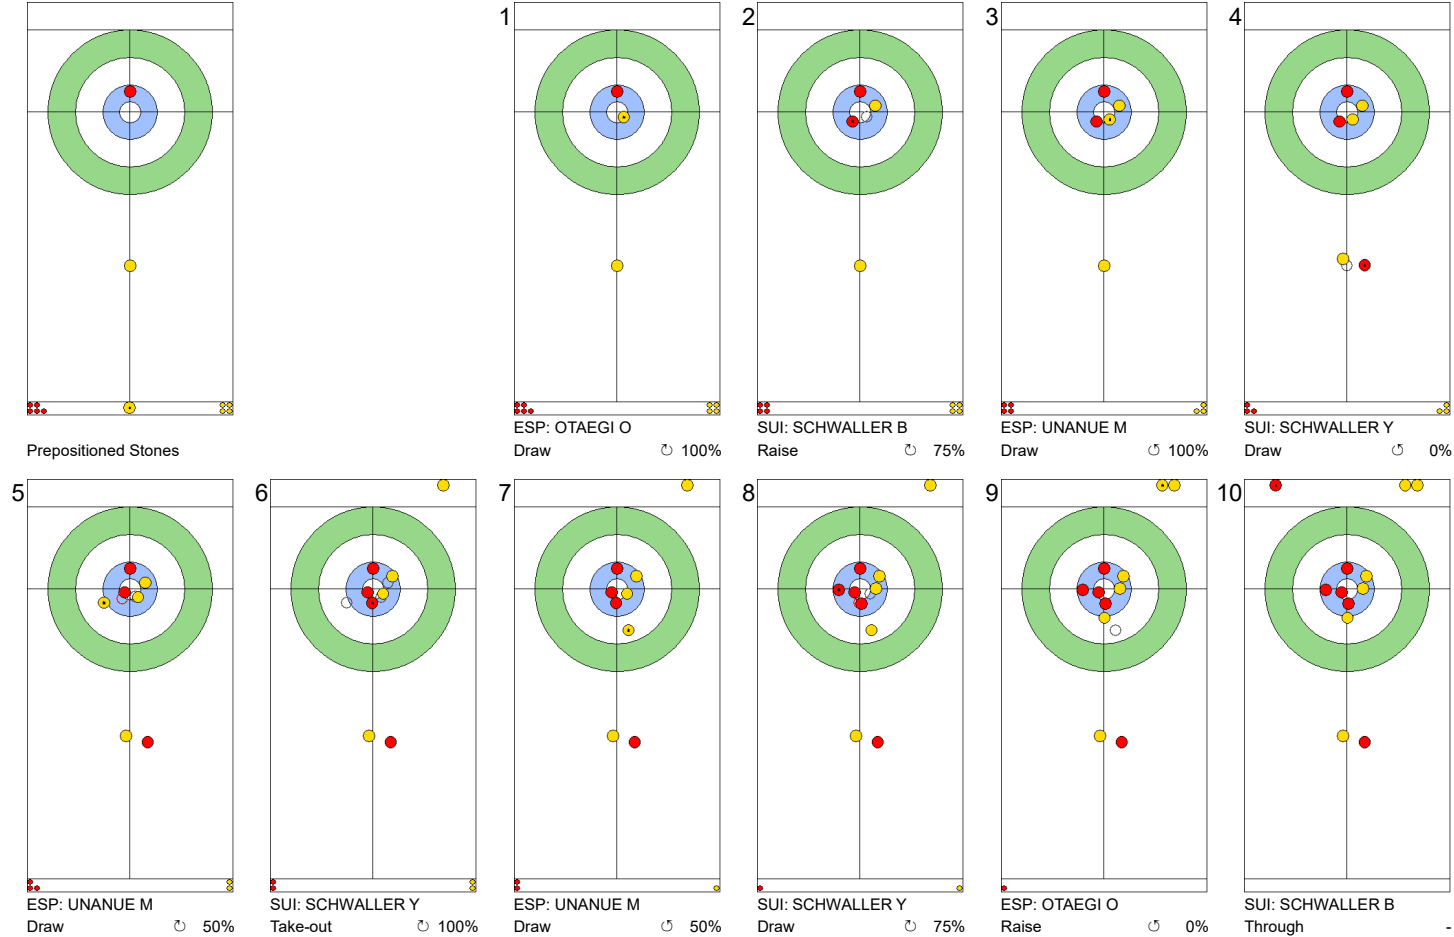 1
2
3
4
Prepositioned Stones
ESP: OTAEGI O
Draw ↻ 100%
SUI: SCHWALLER B
Raise ↻ 75%
ESP: UNANUE M
Draw ↺ 100%
SUI: SCHWALLER Y
Draw ↺ 0%
5
6
7
8
9
10
ESP: UNANUE M
Draw ↻ 50%
SUI: SCHWALLER Y
Take-out ↻ 100%
ESP: UNANUE M
Draw ↺ 50%
SUI: SCHWALLER Y
Draw ↻ 75%
ESP: OTAEGI O
Raise ↺ 0%
SUI: SCHWALLER B
Through -